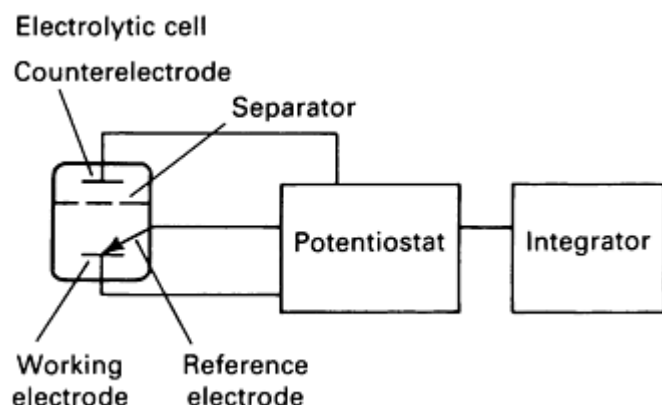 Electrolytic cell
Counterelectrode
Separator
Potentiostat
Integrator
Working
electrode
Reference
electrode